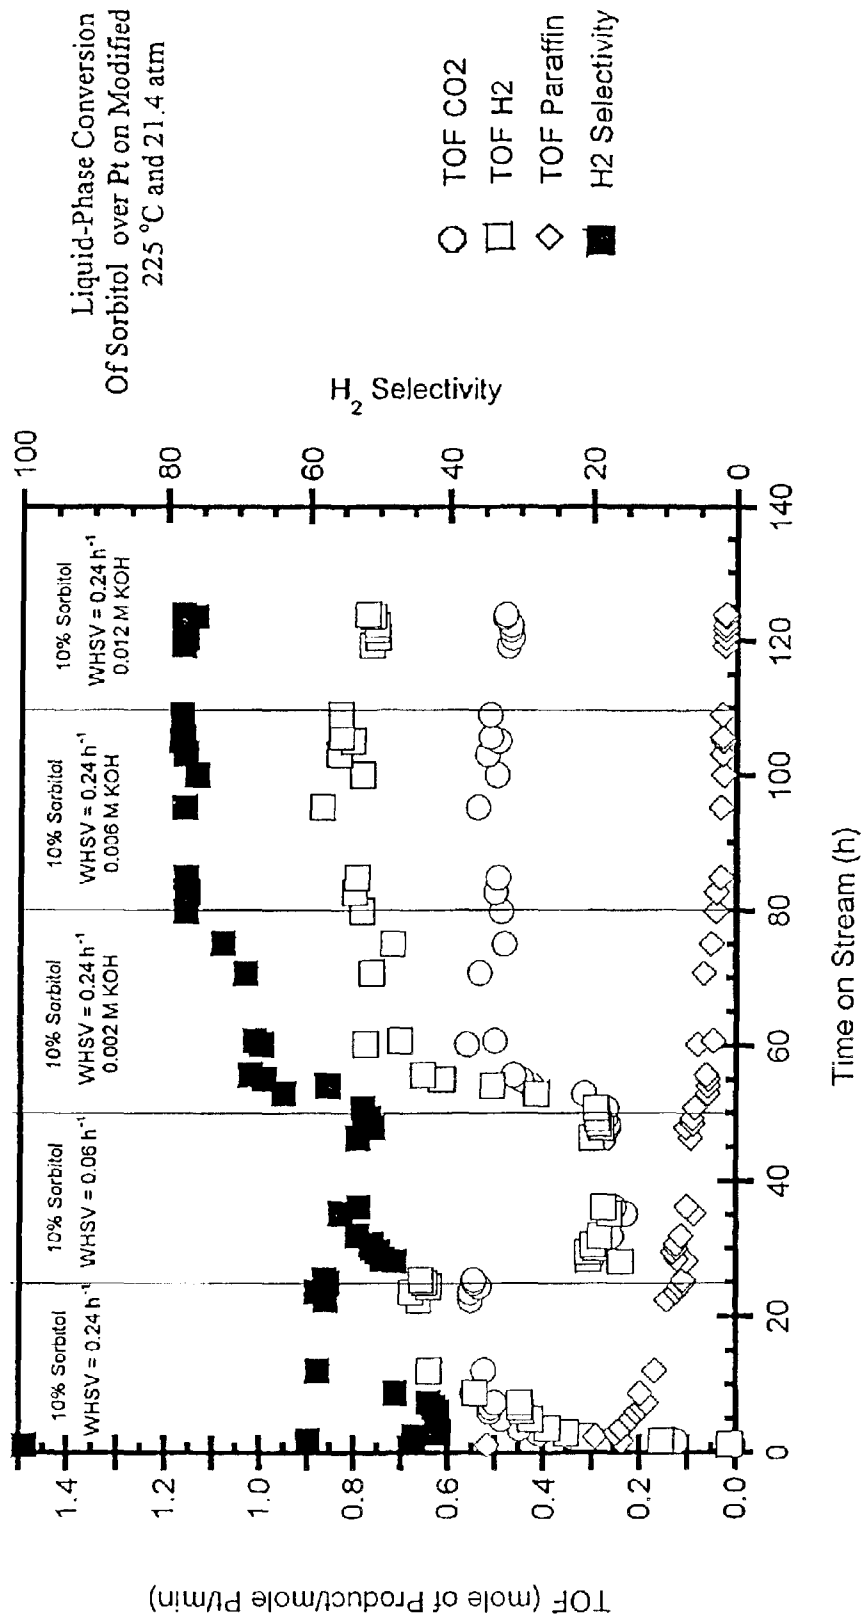 Liquid-Phase Conversion
Of Sorbitol over Pt on Modified
225 °C and 21.4 atm
TOF CO2
TOF H2
TOF Paraffin
H2 Selectivity
10% Sorbitol
WHSV = 0.24 h⁻¹
10% Sorbitol
WHSV = 0.06 h⁻¹
10% Sorbitol
WHSV = 0.24 h⁻¹
0.002 M KOH
10% Sorbitol
WHSV = 0.24 h⁻¹
0.006 M KOH
10% Sorbitol
WHSV = 0.24 h⁻¹
0.012 M KOH
TOF (mole of Product/mole Pt/min)
1.4
1.2
1.0
0.8
0.6
0.4
0.2
0.0
H₂ Selectivity
100
80
60
40
20
0
0 20 40 60 80 100 120 140
Time on Stream (h)